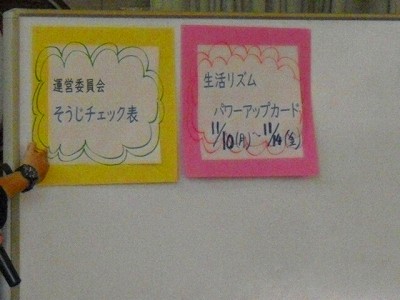 運営委員会
そうじチェック表
生活リズム
パワーアップカード
11/10(月)～11/14(金)